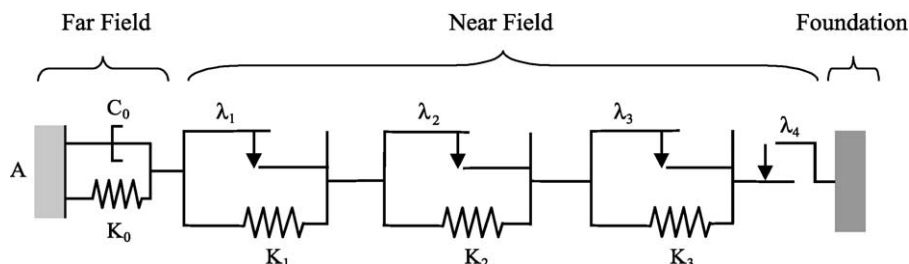 Far Field Near Field Foundation
C₀ λ₁ λ₂ λ₃ λ₄
A
K₀ K₁ K₂ K₃